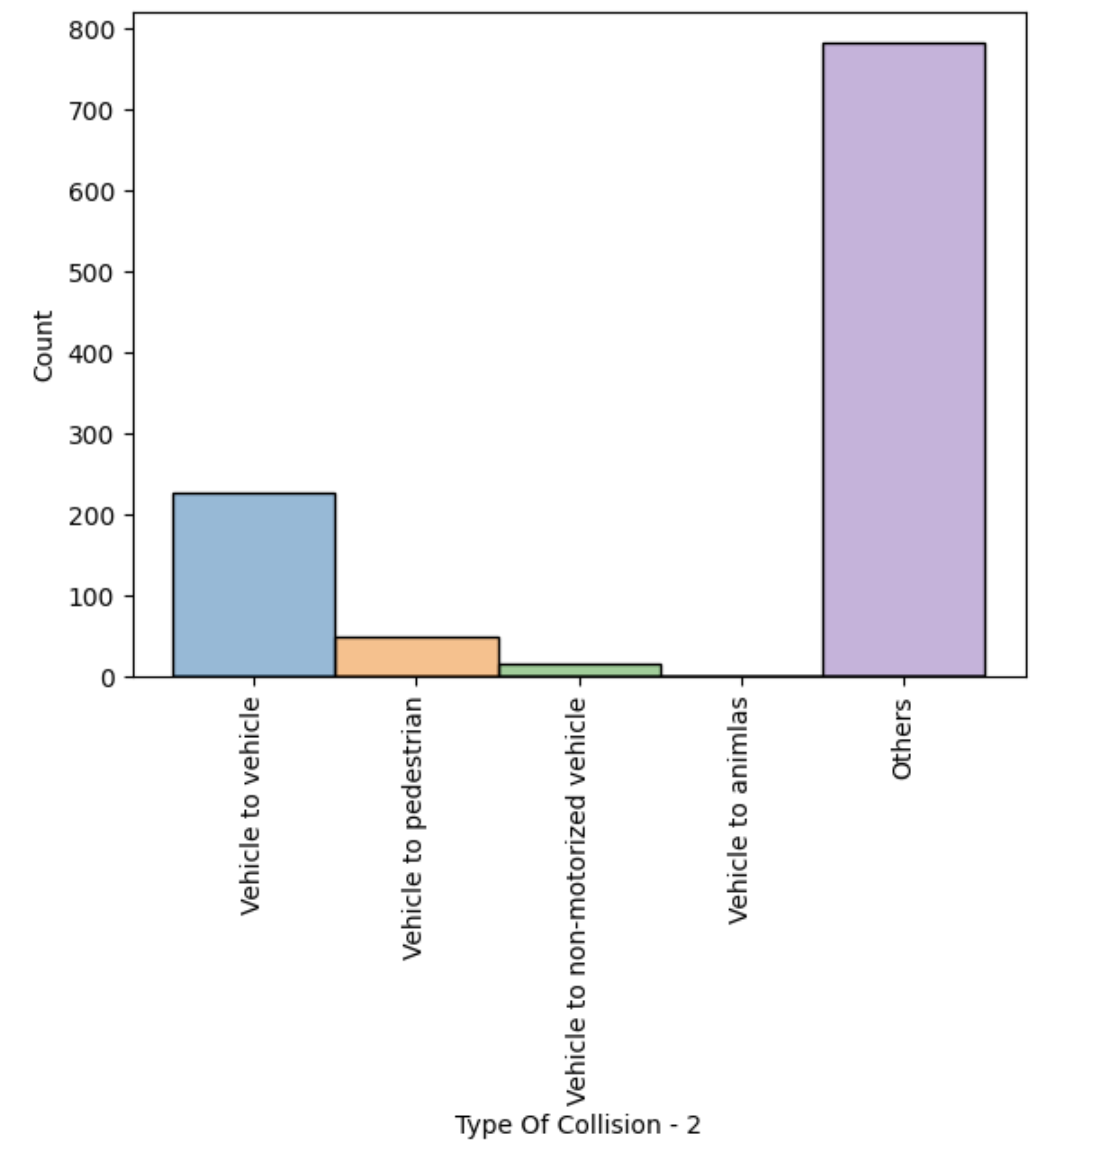 800
700
600
500
400
300
200
100
0
Count
Vehicle to vehicle
Vehicle to pedestrian
Vehicle to non-motorized vehicle
Vehicle to animlas
Others
Type Of Collision - 2